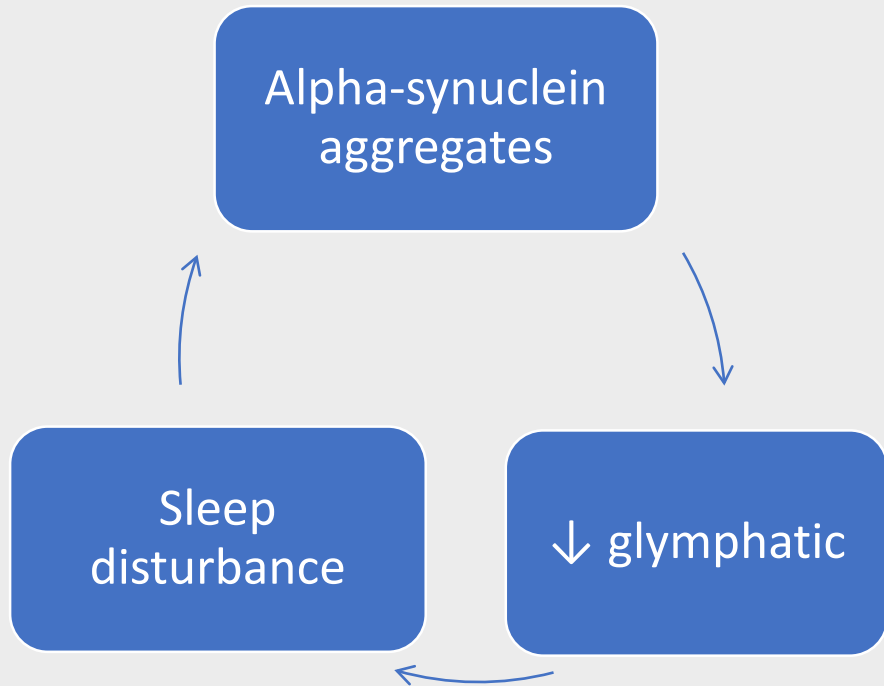 Alpha-synuclein
aggregates
Sleep
disturbance
↓ glymphatic